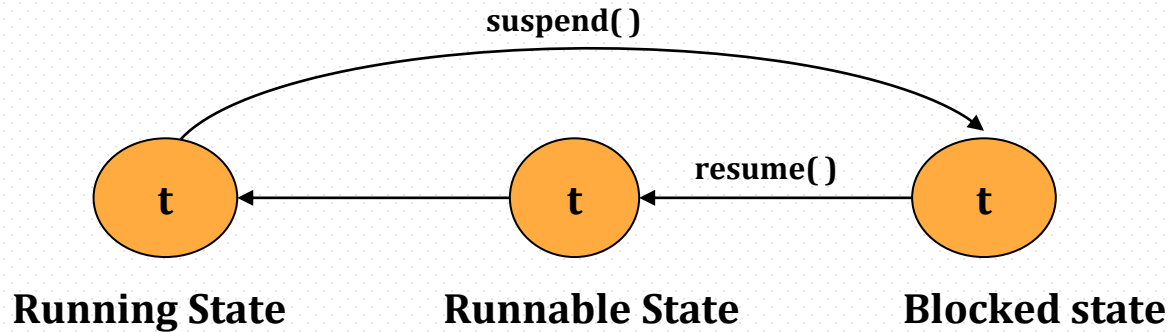 suspend( )
resume( )
t t t
Running State Runnable State Blocked state